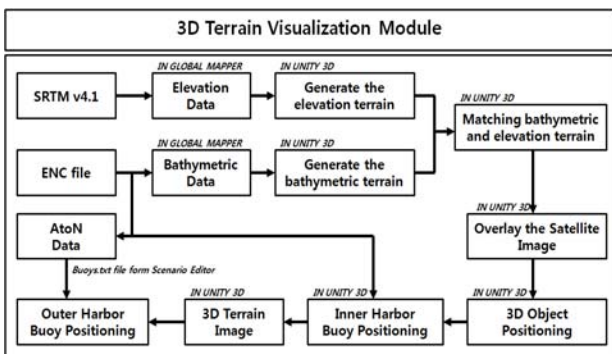 3D Terrain Visualization Module
IN GLOBAL MAPPER
IN UNITY 3D
SRTM v4.1
Elevation
Data
Generate the
elevation terrain
IN UNITY 3D
Matching bathymetric
and elevation terrain
IN GLOBAL MAPPER
IN UNITY 3D
ENC file
Bathymetric
Data
Generate the
bathymetric terrain
IN UNITY 3D
AtoN
Data
Overlay the Satellite
Image
Buoys.txt file form Scenario Editor
IN UNITY 3D
IN UNITY 3D
IN UNITY 3D
Outer Harbor
Buoy Positioning
3D Terrain
Image
Inner Harbor
Buoy Positioning
3D Object
Positioning